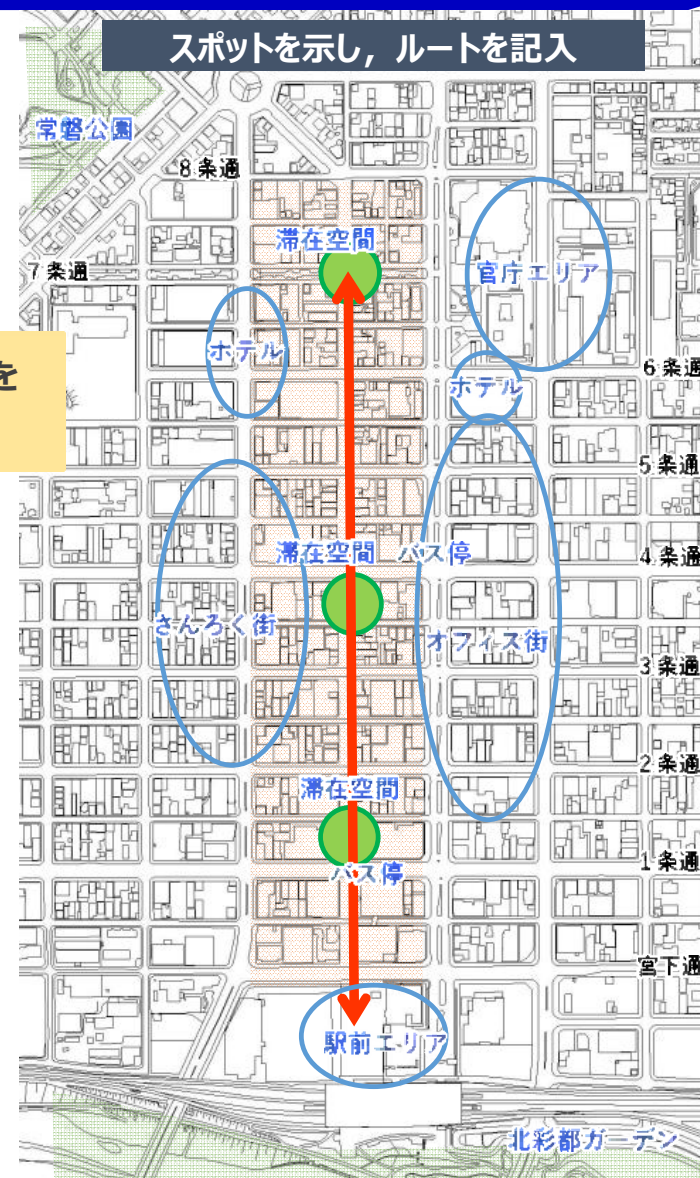 スポットを示し，ルートを記入
常磐公園
8条通
滞在空間
7条通
官庁エリア
ホテル
6条通
ホテル
を
5条通
滞在空間
バス停
4条通
さんろく街
オフィス街
3条通
2条通
滞在空間
1条通
バス停
宮下通
駅前エリア
北彩都ガーデン